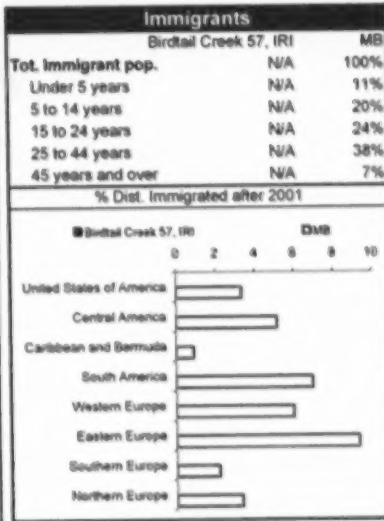 Immigrants
Birdtail Creek 57, IRI MB
Tot. Immigrant pop. N/A 100%
Under 5 years N/A 11%
5 to 14 years N/A 20%
15 to 24 years N/A 24%
25 to 44 years N/A 38%
45 years and over N/A 7%
% Dist. Immigrated after 2001
Birdtail Creek 57, IRI MB
0 2 4 6 8 10
United States of America
Central America
Caribbean and Bermuda
South America
Western Europe
Eastern Europe
Southern Europe
Northern Europe